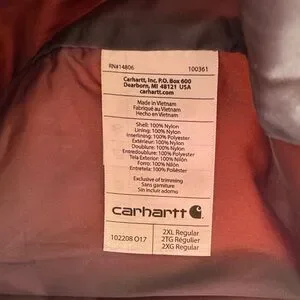 RN#14806 100361
Carhartt, Inc. P.O. Box 600
Dearborn, MI 48121 USA
carhartt.com
Made in Vietnam
Fabriqué au Vietnam
Hecho en Vietnam
Shell: 100% Nylon
Lining: 100% Nylon
Interlining: 100% Polyester
Extérieur: 100% Nylon
Doublure: 100% Nylon
Entredoublure: 100% Polyester
Tela Exterior: 100% Nilón
Forro: 100% Nilón
Entretela: 100% Poliéster
Exclusive of trimming
Sans garniture
Sin incluir adorno
carhartt
102208 O17
2XL Regular
2TG Régulier
2XG Regular